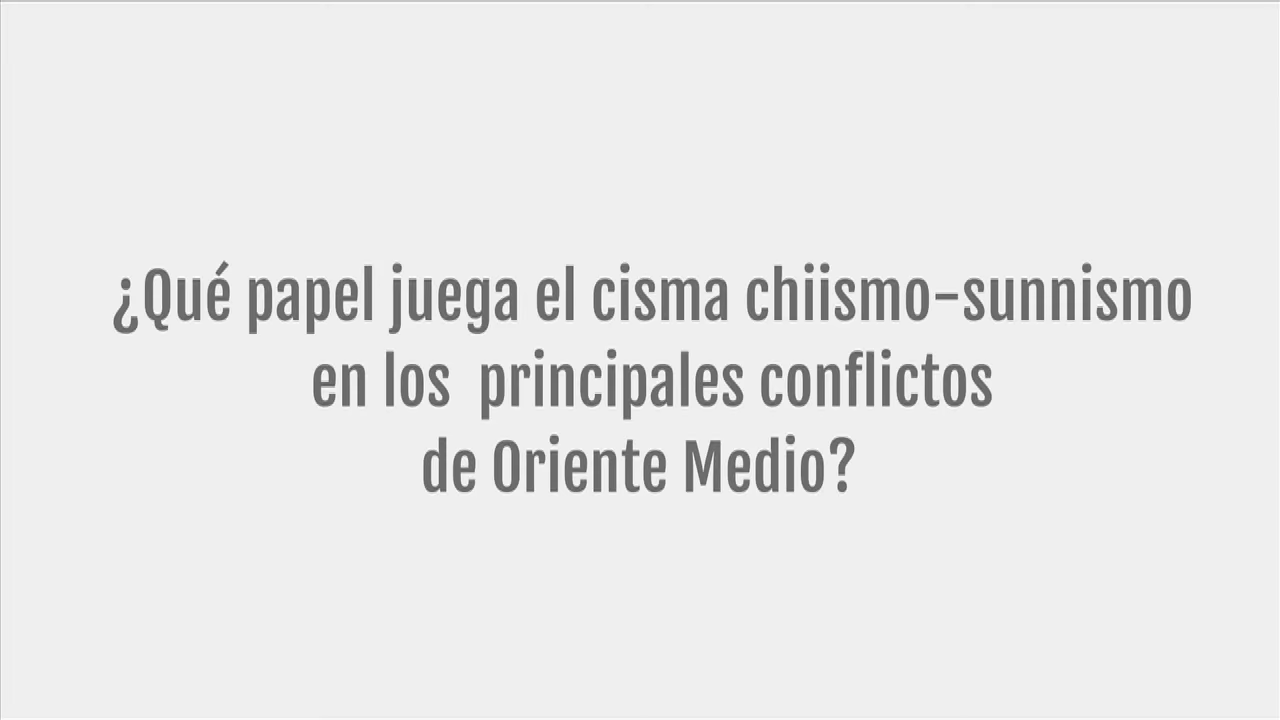 ¿Qué papel juega el cisma chiismo-sunnismo
en los  principales conflictos
de Oriente Medio?